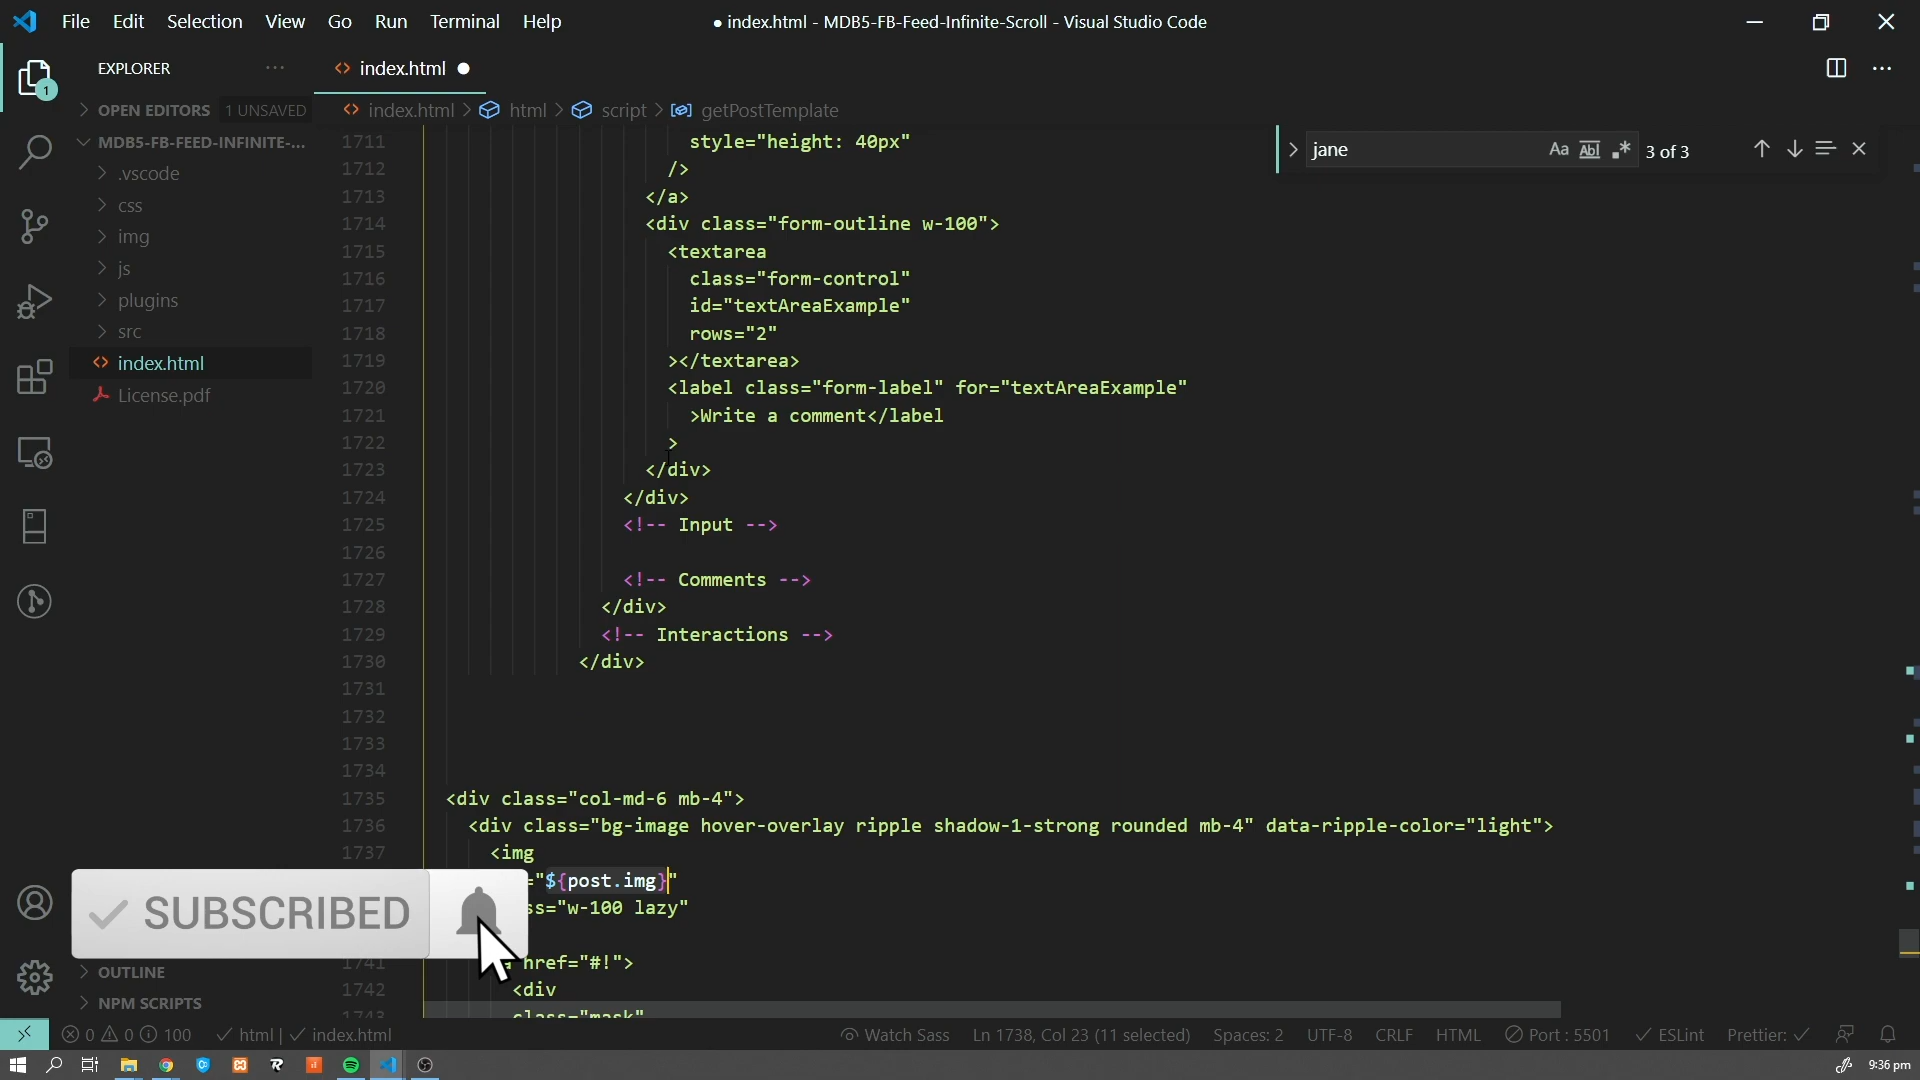 File Edit Selection View Go Run Terminal Help
● index.html - MDB5-FB-Feed-Infinite-Scroll - Visual Studio Code
EXPLORER
index.html
OPEN EDITORS 1 UNSAVED
index.html > html > script > getPostTemplate
MDB5-FB-FEED-INFINITE-...
.vscode
css
img
js
plugins
src
index.html
License.pdf
jane
Aa Abl .*
3 of 3
1
1711 style="height: 40px"
1712 />
1713 </a>
1714 <div class="form-outline w-100">
1715 <textarea
1716 class="form-control"
1717 id="textAreaExample"
1718 rows="2"
1719 ></textarea>
1720 <label class="form-label" for="textAreaExample"
1721 >Write a comment</label
1722 >
1723 </div>
1724 </div>
1725 <!-- Input -->
1726
1727 <!-- Comments -->
1728 </div>
1729 <!-- Interactions -->
1730 </div>
1731
1732
1733
1734
1735 <div class="col-md-6 mb-4">
1736 <div class="bg-image hover-overlay ripple shadow-1-strong rounded mb-4" data-ripple-color="light">
1737 <img
="${post.img}"
ss="w-100 lazy"
1741 href="#!">
1742 <div
1743 class="mask"
SUBSCRIBED
OUTLINE
NPM SCRIPTS
0 0 100 html | index.html
Watch Sass Ln 1738, Col 23 (11 selected) Spaces: 2 UTF-8 CRLF HTML Port : 5501 ESLint Prettier:
9:36 pm